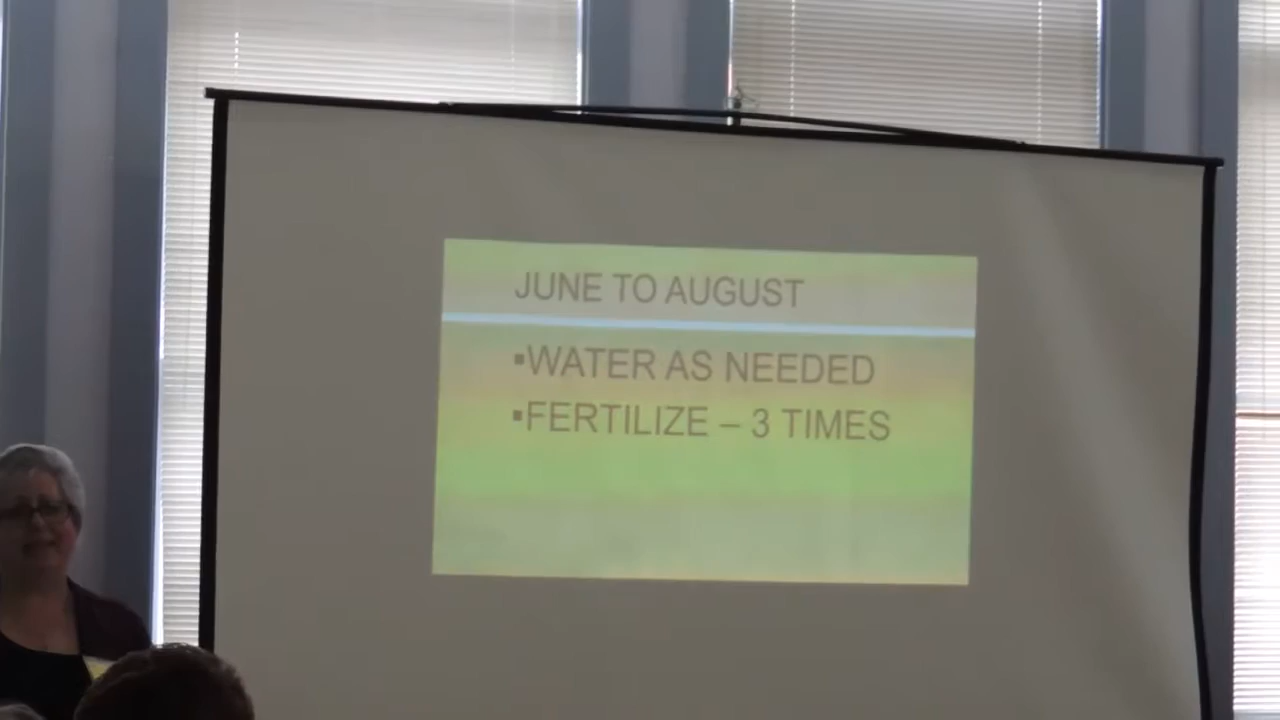 JUNE TO AUGUST
▪WATER AS NEEDED
▪FERTILIZE – 3 TIMES